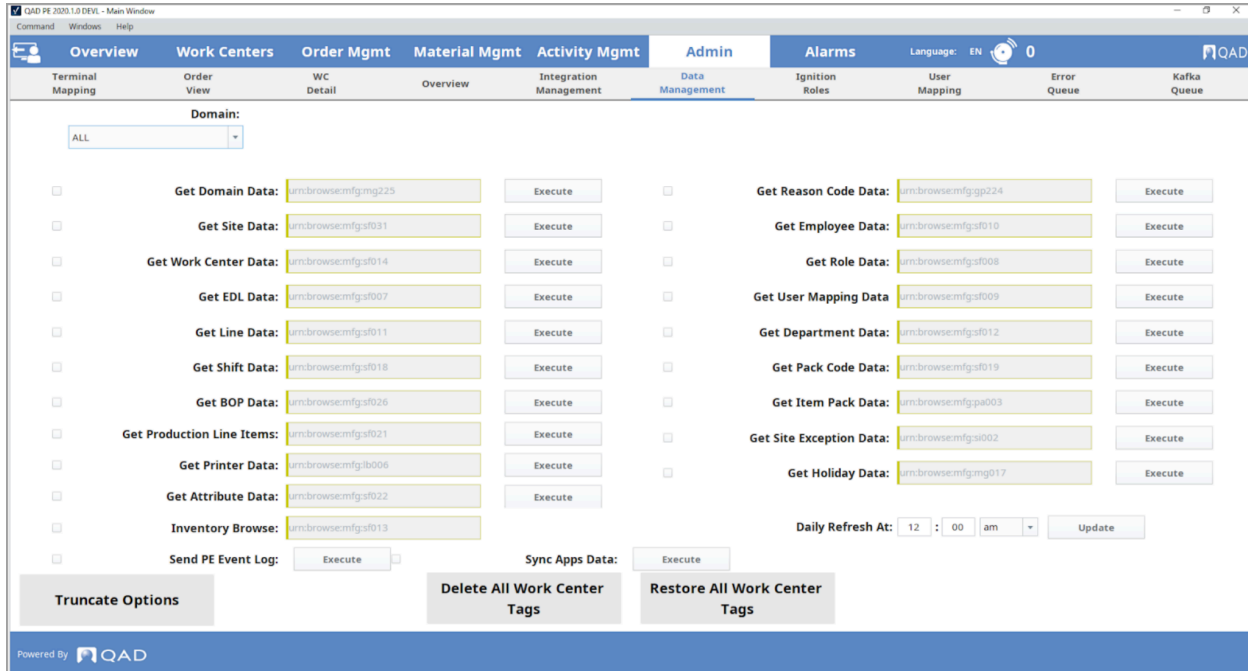 QAD PE 2020.1.0 DEVL - Main Window
Command Windows Help
Overview Work Centers Order Mgmt Material Mgmt Activity Mgmt Admin Alarms Language: EN 0 QAD
Terminal Mapping Order View WC Detail Overview Integration Management Data Management Ignition Roles User Mapping Error Queue Kafka Queue
Domain:
ALL
Get Domain Data: urn:browse:mfg:mg225 Execute Get Reason Code Data: urn:browse:mfg:gp224 Execute
Get Site Data: urn:browse:mfg:sf031 Execute Get Employee Data: urn:browse:mfg:sf010 Execute
Get Work Center Data: urn:browse:mfg:sf014 Execute Get Role Data: urn:browse:mfg:sf008 Execute
Get EDL Data: urn:browse:mfg:sf007 Execute Get User Mapping Data urn:browse:mfg:sf009 Execute
Get Line Data: urn:browse:mfg:sf011 Execute Get Department Data: urn:browse:mfg:sf012 Execute
Get Shift Data: urn:browse:mfg:sf018 Execute Get Pack Code Data: urn:browse:mfg:sf019 Execute
Get BOP Data: urn:browse:mfg:sf026 Execute Get Item Pack Data: urn:browse:mfg:pa003 Execute
Get Production Line Items: urn:browse:mfg:sf021 Execute Get Site Exception Data: urn:browse:mfg:si002 Execute
Get Printer Data: urn:browse:mfg:lb006 Execute Get Holiday Data: urn:browse:mfg:mg017 Execute
Get Attribute Data: urn:browse:mfg:sf022 Execute
Inventory Browse: urn:browse:mfg:sf013 Daily Refresh At: 12 : 00 am Update
Send PE Event Log: Execute Sync Apps Data: Execute
Truncate Options Delete All Work Center Tags Restore All Work Center Tags
Powered By QAD